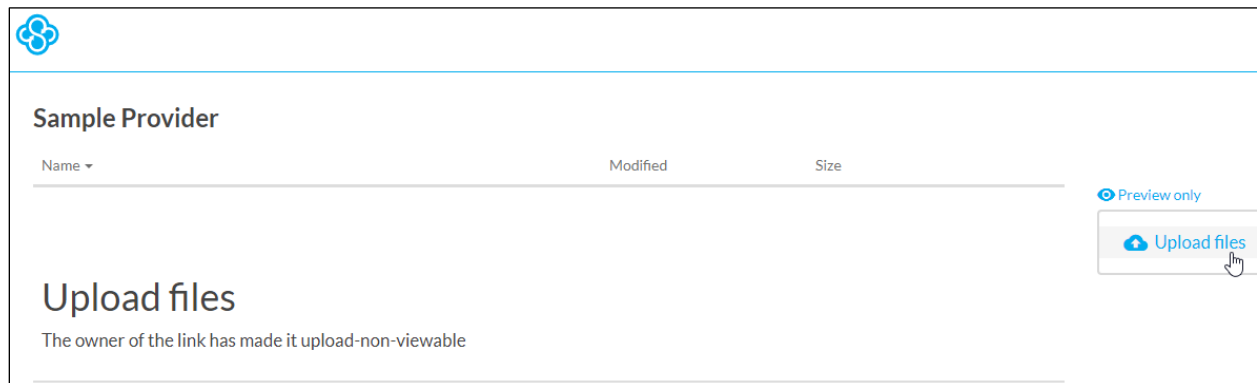 Sample Provider
Name Modified Size
Preview only
Upload files
Upload files
The owner of the link has made it upload-non-viewable